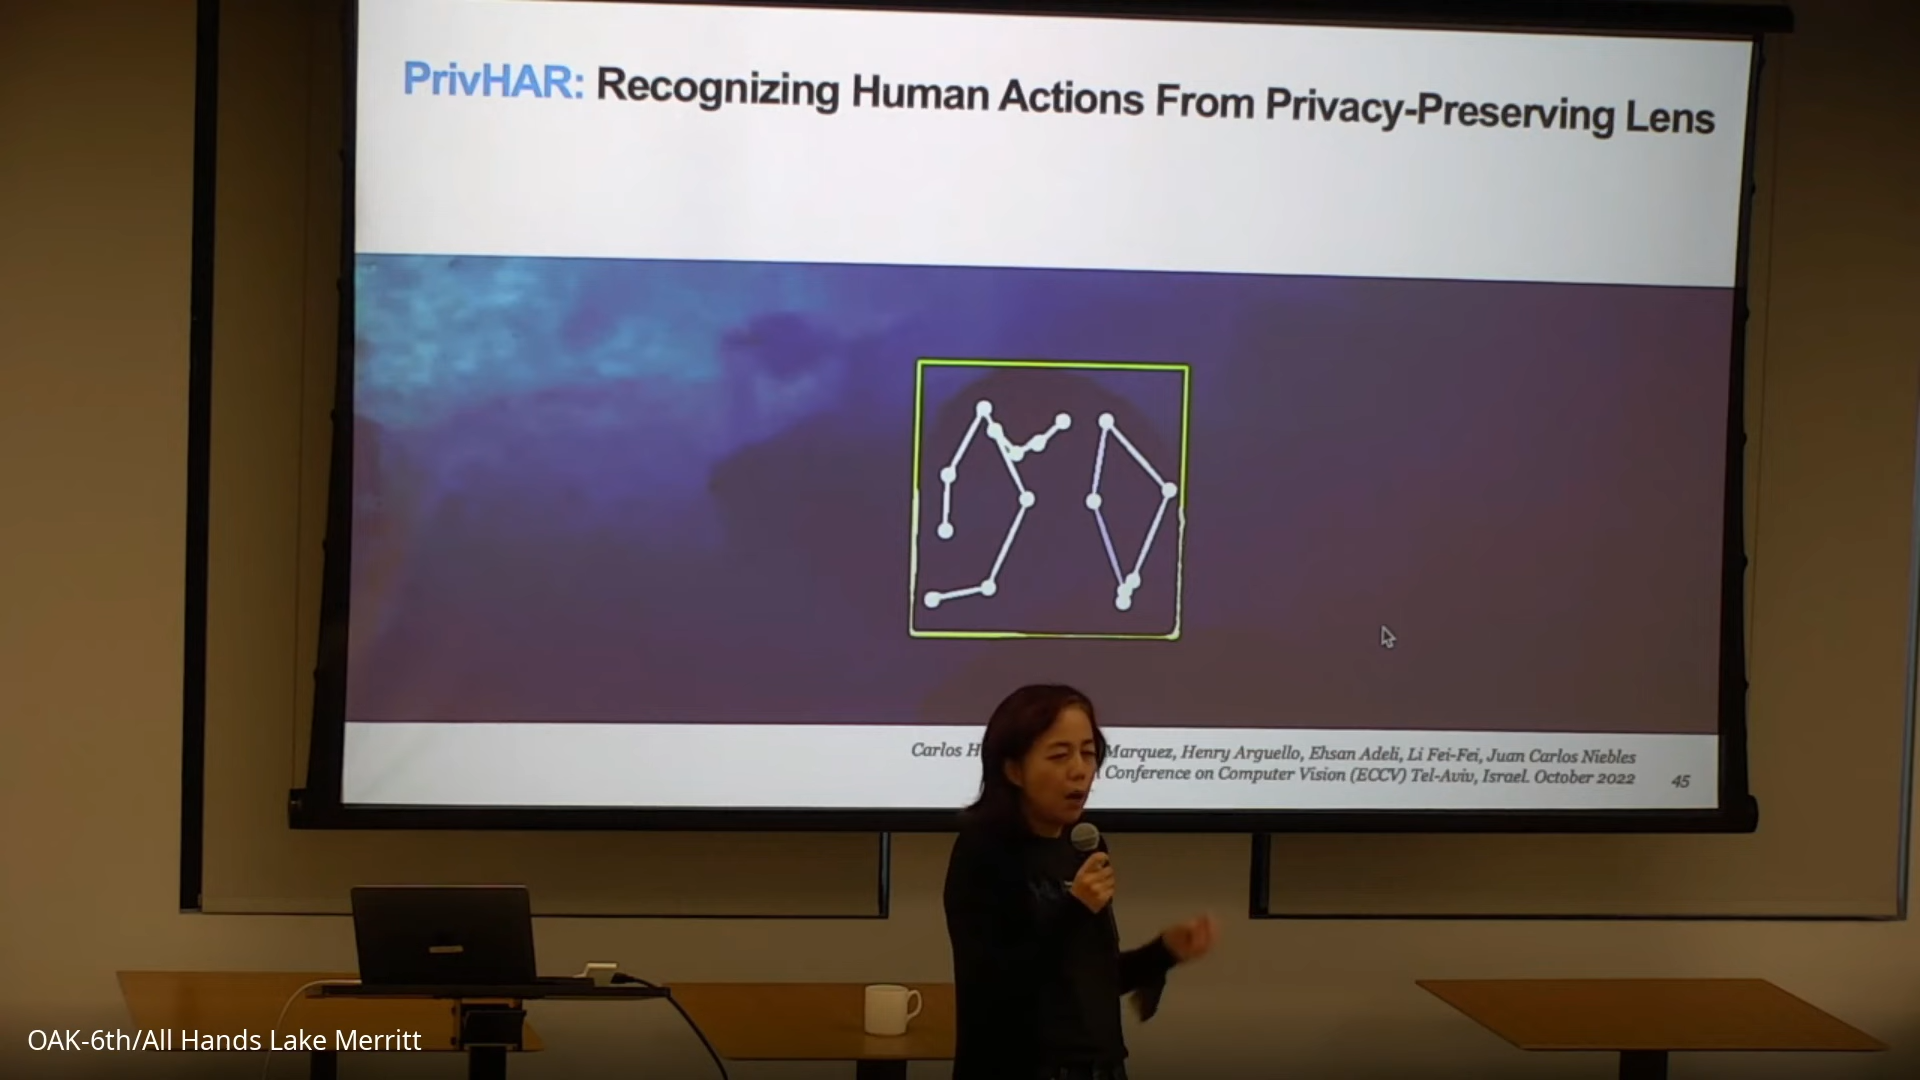 PrivHAR: Recognizing Human Actions From Privacy-Preserving Lens
Carlos Marquez, Henry Arguello, Ehsan Adeli, Li Fei-Fei, Juan Carlos Niebles
Conference on Computer Vision (ECCV) Tel-Aviv, Israel. October 2022
45
OAK-6th/All Hands Lake Merritt